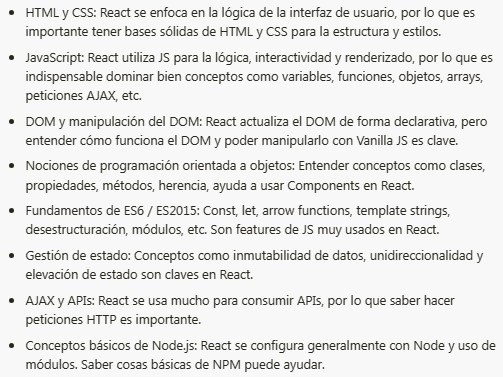 • HTML y CSS: React se enfoca en la lógica de la interfaz de usuario, por lo que es
importante tener bases sólidas de HTML y CSS para la estructura y estilos.
• JavaScript: React utiliza JS para la lógica, interactividad y renderizado, por lo que es
indispensable dominar bien conceptos como variables, funciones, objetos, arrays,
peticiones AJAX, etc.
• DOM y manipulación del DOM: React actualiza el DOM de forma declarativa, pero
entender cómo funciona el DOM y poder manipularlo con Vanilla JS es clave.
• Nociones de programación orientada a objetos: Entender conceptos como clases,
propiedades, métodos, herencia, ayuda a usar Components en React.
• Fundamentos de ES6 / ES2015: Const, let, arrow functions, template strings,
desestructuración, módulos, etc. Son features de JS muy usados en React.
• Gestión de estado: Conceptos como inmutabilidad de datos, unidireccionalidad y
elevación de estado son claves en React.
• AJAX y APIs: React se usa mucho para consumir APIs, por lo que saber hacer
peticiones HTTP es importante.
• Conceptos básicos de Node.js: React se configura generalmente con Node y uso de
módulos. Saber cosas básicas de NPM puede ayudar.